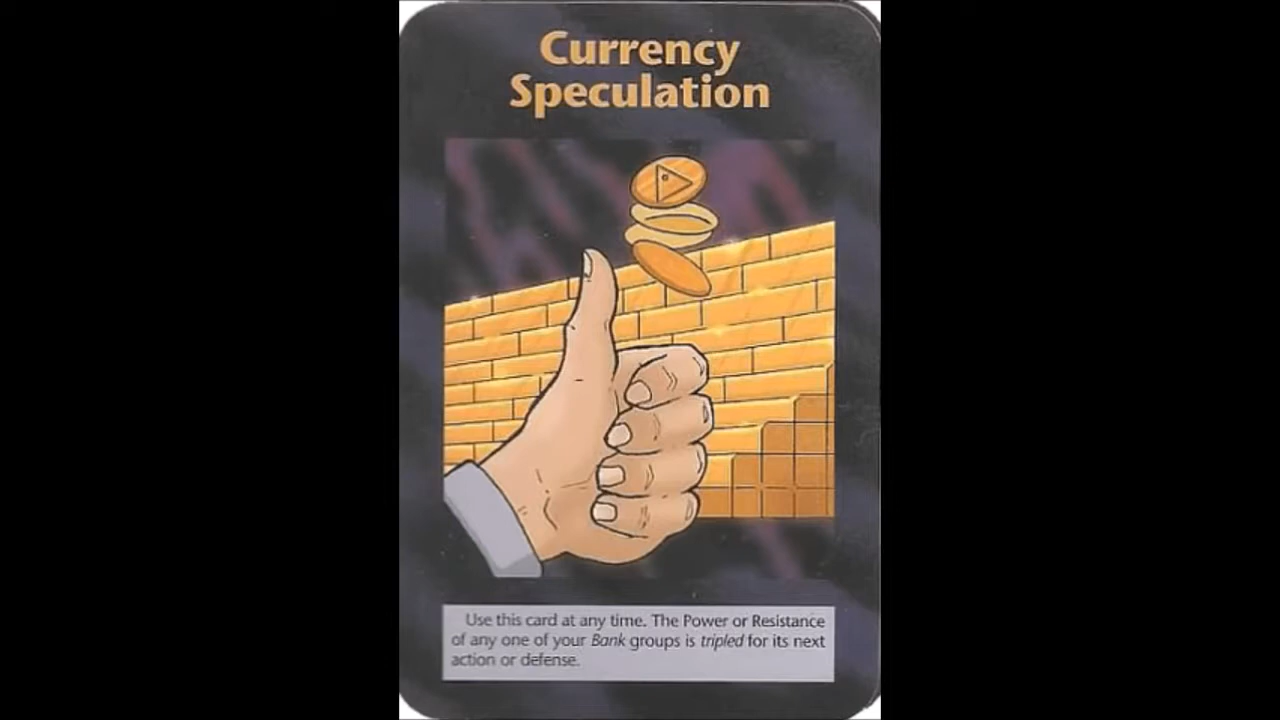 Currency
Speculation
Use this card at any time. The Power or Resistance
of any one of your Bank groups is tripled for its next
action or defense.